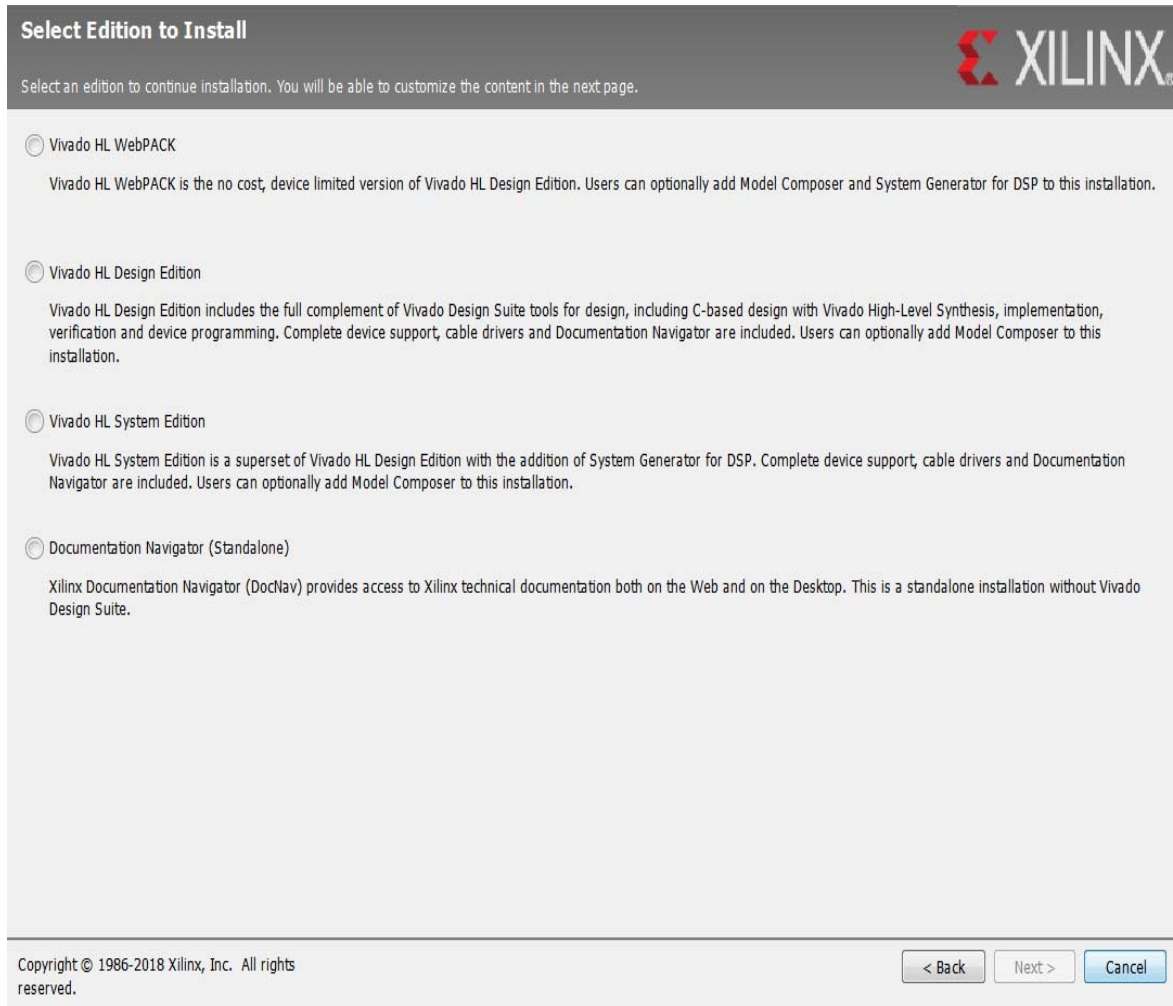 Select Edition to Install
XILINX®
Select an edition to continue installation. You will be able to customize the content in the next page.
Vivado HL WebPACK
Vivado HL WebPACK is the no cost, device limited version of Vivado HL Design Edition. Users can optionally add Model Composer and System Generator for DSP to this installation.
Vivado HL Design Edition
Vivado HL Design Edition includes the full complement of Vivado Design Suite tools for design, including C-based design with Vivado High-Level Synthesis, implementation,
verification and device programming. Complete device support, cable drivers and Documentation Navigator are included. Users can optionally add Model Composer to this
installation.
Vivado HL System Edition
Vivado HL System Edition is a superset of Vivado HL Design Edition with the addition of System Generator for DSP. Complete device support, cable drivers and Documentation
Navigator are included. Users can optionally add Model Composer to this installation.
Documentation Navigator (Standalone)
Xilinx Documentation Navigator (DocNav) provides access to Xilinx technical documentation both on the Web and on the Desktop. This is a standalone installation without Vivado
Design Suite.
Copyright © 1986-2018 Xilinx, Inc. All rights
reserved.
< Back Next > Cancel